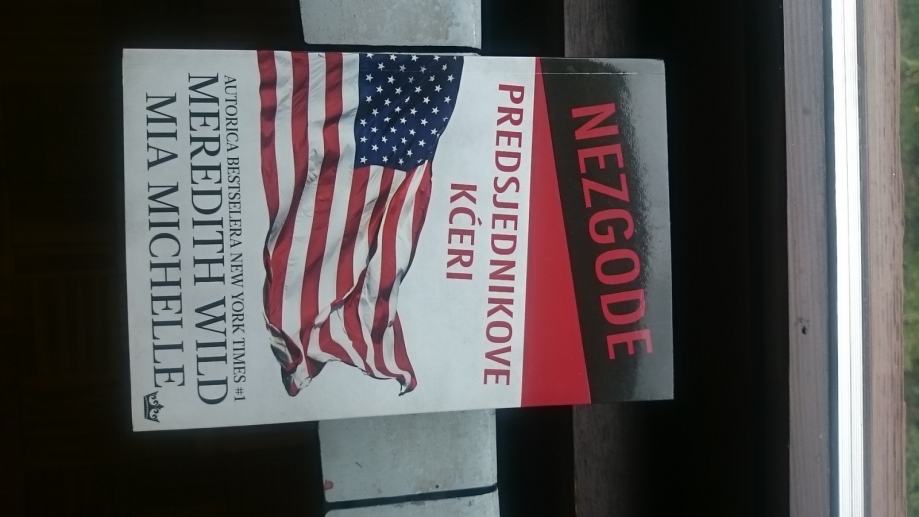 NEZGODE
PREDSJEDNIKOVE
KĆERI
AUTORICA BESTSELERA NEW YORK TIMES #1
MEREDITH WILD
MIA MICHELLE